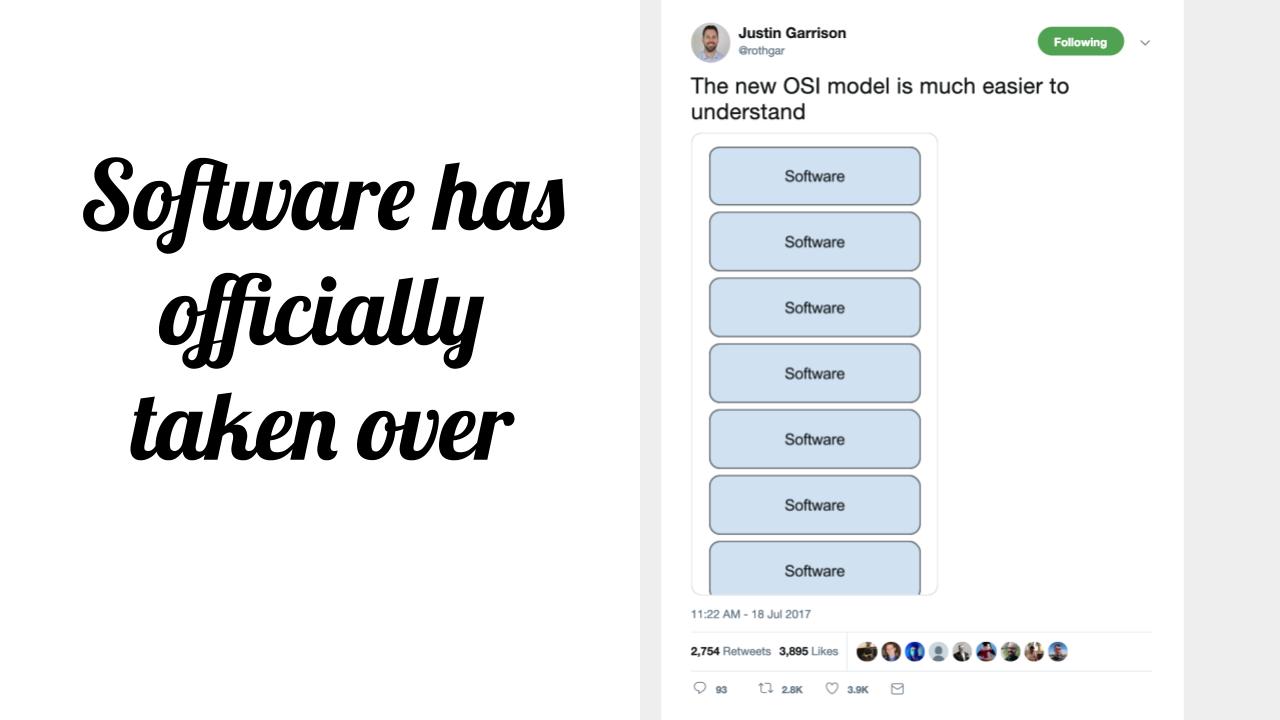 Software has
officially
taken over
Justin Garrison
@rothgar
Following
The new OSI model is much easier to
understand
Software
Software
Software
Software
Software
Software
Software
11:22 AM - 18 Jul 2017
2,754 Retweets 3,895 Likes
93 2.8K 3.9K